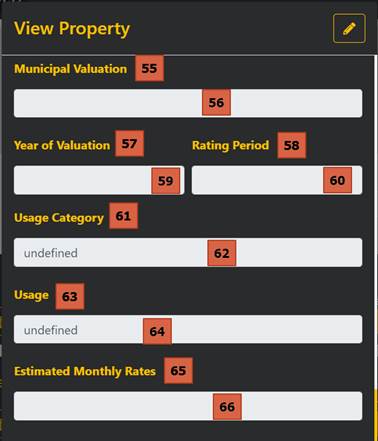 View Property
Municipal Valuation 55
56
Year of Valuation 57 Rating Period 58
59 60
Usage Category 61
undefined 62
Usage 63
undefined 64
Estimated Monthly Rates 65
66